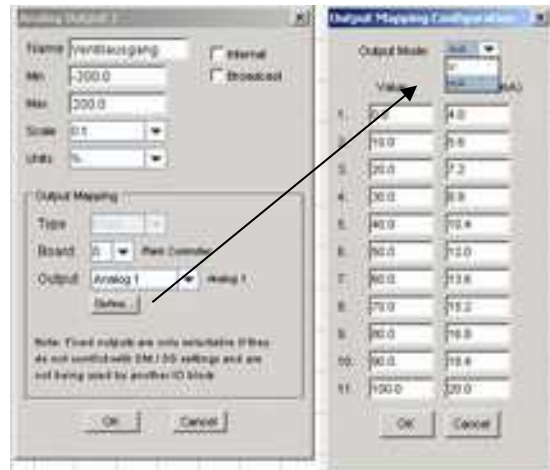 Analog Output 1
Name Ventilausgang
Internal
Broadcast
Min -200.0
Max 200.0
Scale 0.1
Units %
Output Mapping
Type
Board 0 Main Controller
Output Analog 1 Analog 1
Define...
Note: Fixed outputs are only selectable if they
do not conflict with settings and are
not being used by another IO block
OK Cancel
Output Mapping Configuration
Output Mode: mA
V
mA
Value mA)
1. 4.0
2. 10.0 5.6
3. 20.0 7.2
4. 30.0 8.8
5. 40.0 10.4
6. 50.0 12.0
7. 60.0 13.6
8. 70.0 15.2
9. 80.0 16.8
10. 90.0 18.4
11. 100.0 20.0
OK Cancel